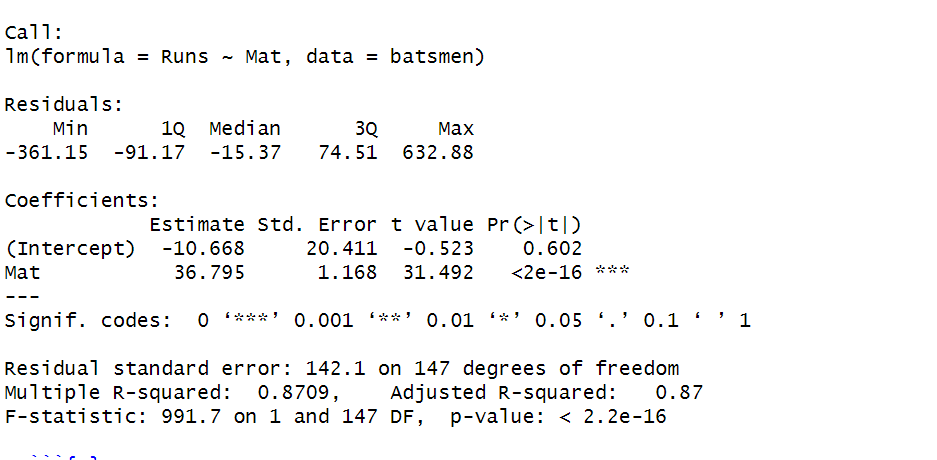 Call:
lm(formula = Runs ~ Mat, data = batsmen)
Residuals:
Min 1Q Median 3Q Max
-361.15 -91.17 -15.37 74.51 632.88
Coefficients:
Estimate Std. Error t value Pr(>|t|)
(Intercept) -10.668 20.411 -0.523 0.602
Mat 36.795 1.168 31.492 <2e-16 ***
---
Signif. codes: 0 ‘***’ 0.001 ‘**’ 0.01 ‘*’ 0.05 ‘.’ 0.1 ‘ ’ 1
Residual standard error: 142.1 on 147 degrees of freedom
Multiple R-squared: 0.8709, Adjusted R-squared: 0.87
F-statistic: 991.7 on 1 and 147 DF, p-value: < 2.2e-16